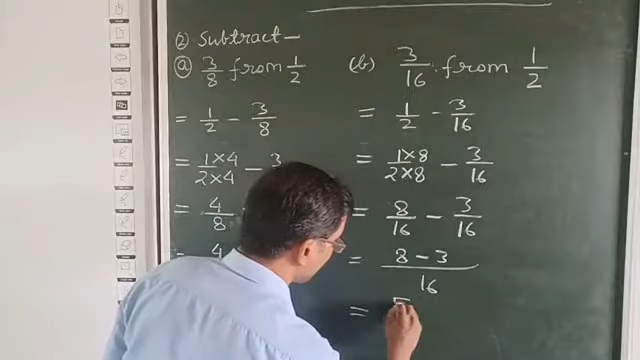 ② Subtract—
ⓐ 3/8 from 1/2
= 1/2 - 3/8
= 1×4/2×4 - 3
= 4/8
= 4
(b) 3/16 from 1/2
= 1/2 - 3/16
= 1×8/2×8 - 3/16
= 8/16 - 3/16
= 8-3/16
=